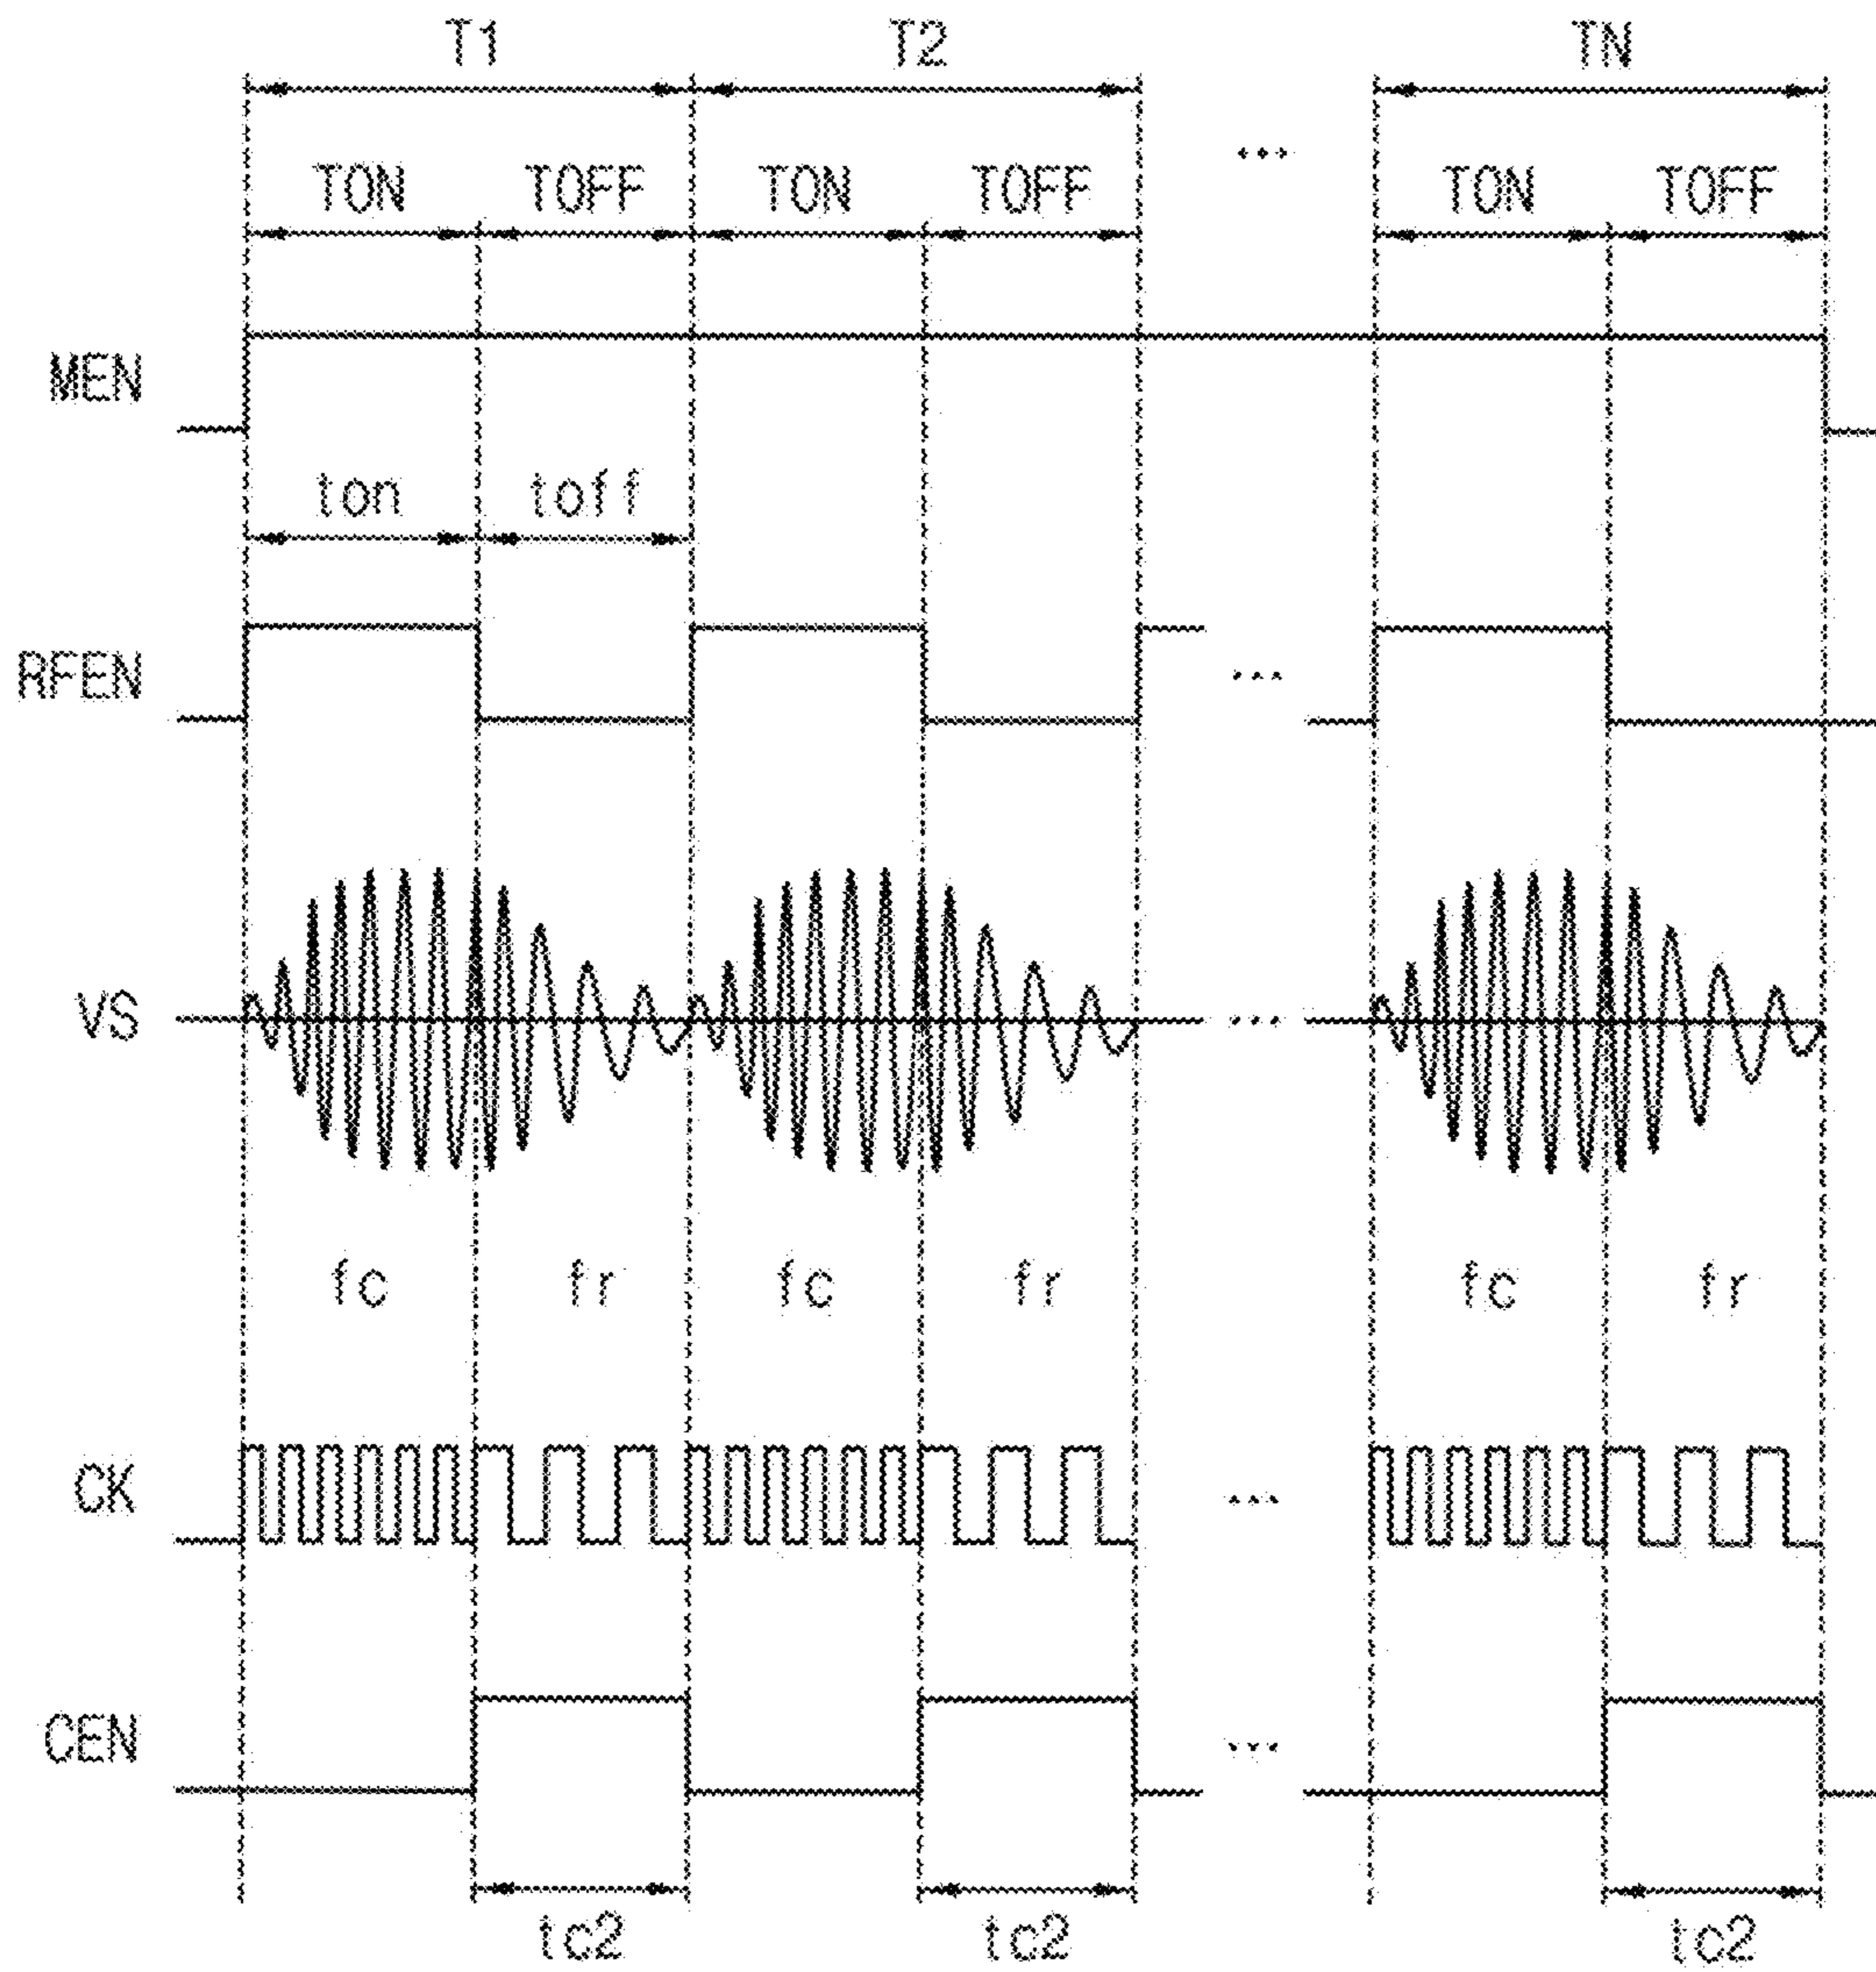 T1 T2 TN
...
TON TOFF TON TOFF TON TOFF
MEN
ton toff
RFEN ...
VS ...
fc fr fc fr fc fr
CK ...
CEN ...
tc2 tc2 tc2